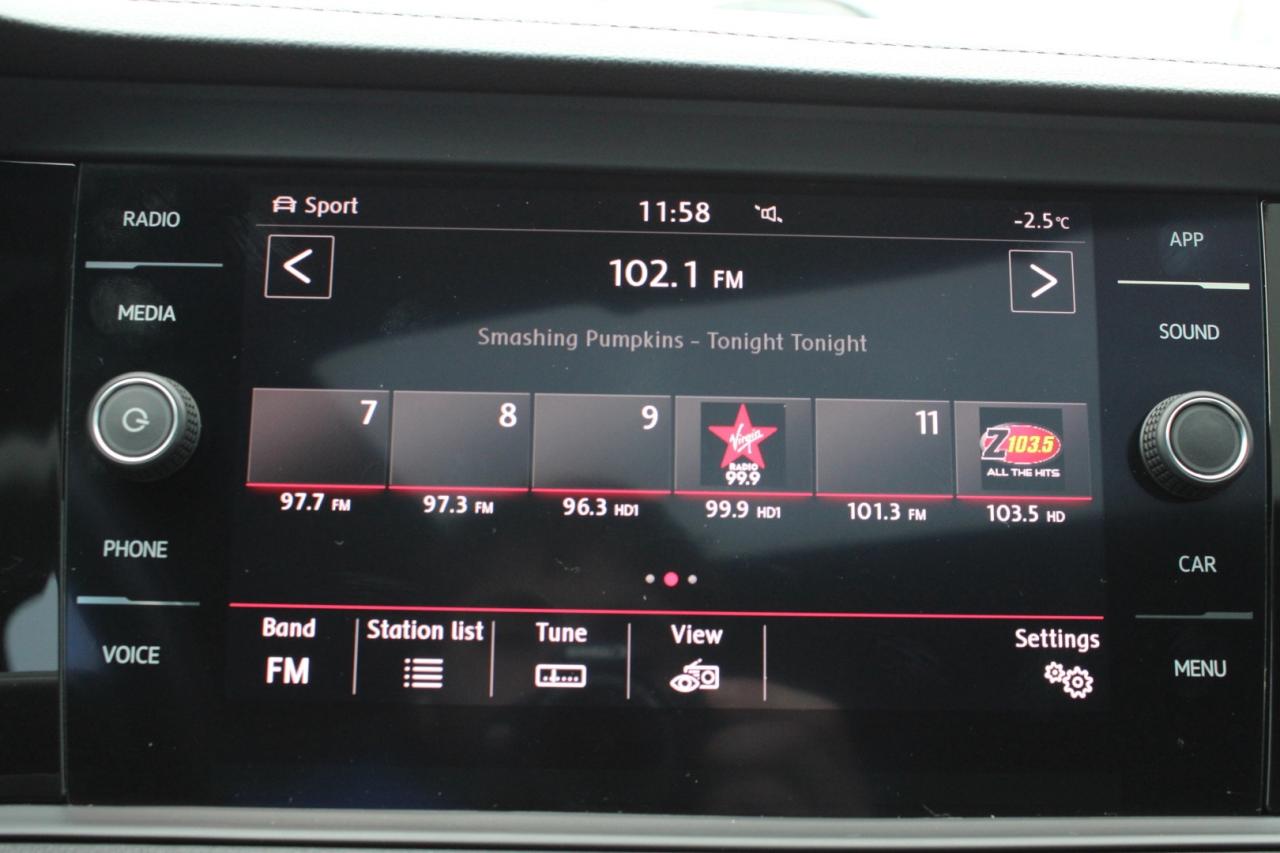 RADIO
MEDIA
PHONE
VOICE
Sport
11:58
-2.5°C
102.1 FM
Smashing Pumpkins - Tonight Tonight
7
8
9
Virgin
RADIO
99.9
11
Z103.5
ALL THE HITS
97.7 FM
97.3 FM
96.3 HD1
99.9 HD1
101.3 FM
103.5 HD
Band
FM
Station list
Tune
View
Settings
APP
SOUND
CAR
MENU